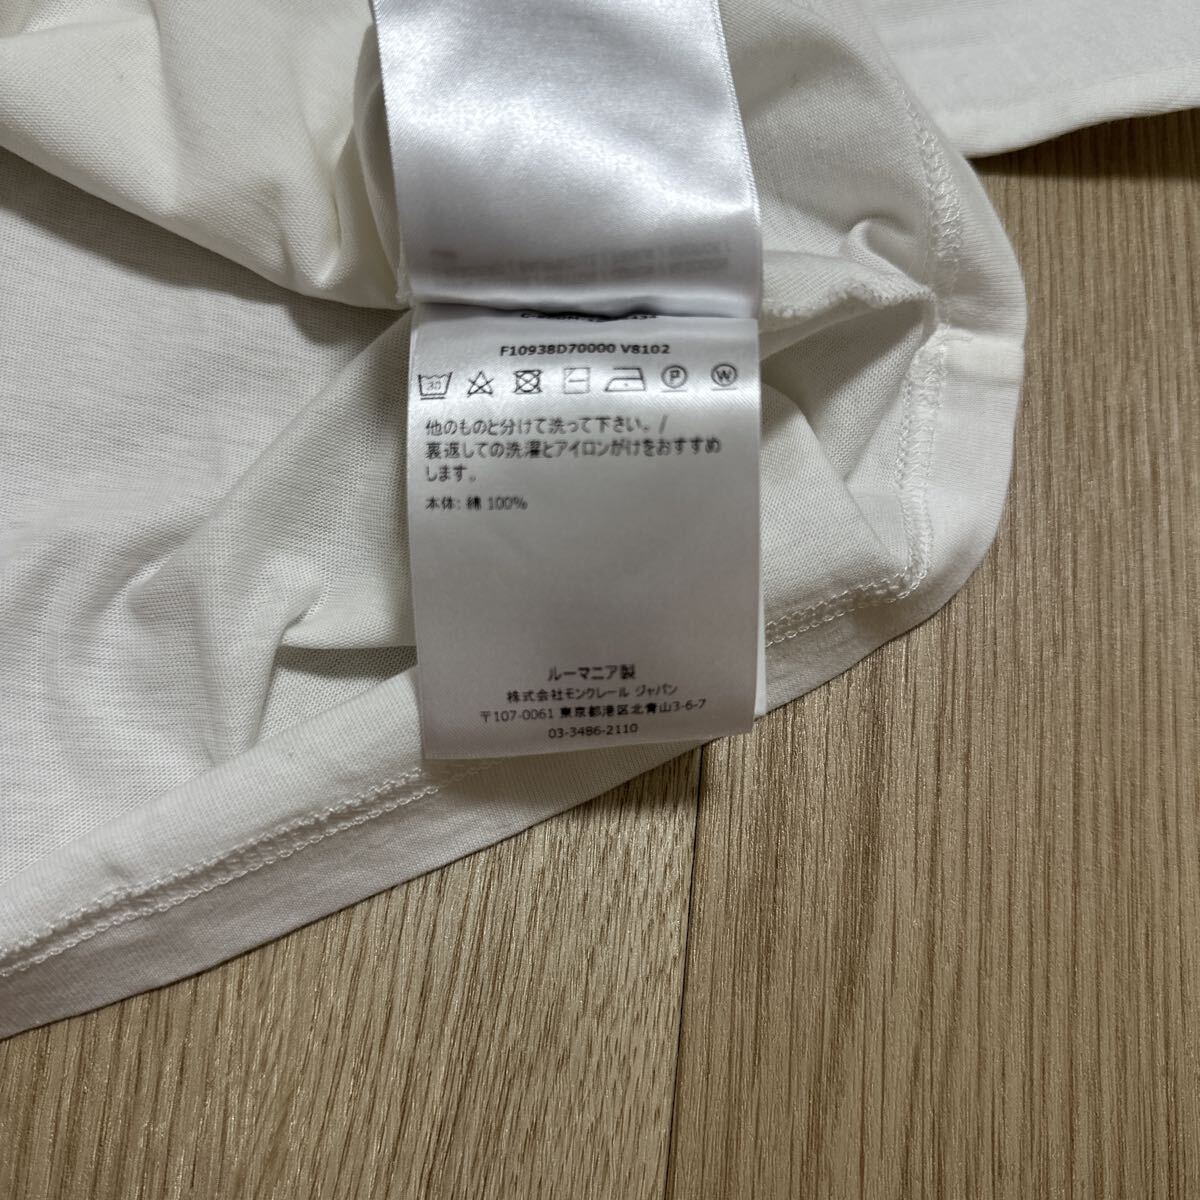 F10938D70000 V8102
30
P
W
他のものと分けて洗って下さい。/
裏返しての洗濯とアイロンがけをおすすめ
します。
本体: 綿 100%
ルーマニア製
株式会社モンクレール ジャパン
〒107-0061 東京都港区北青山3-6-7
03-3486-2110